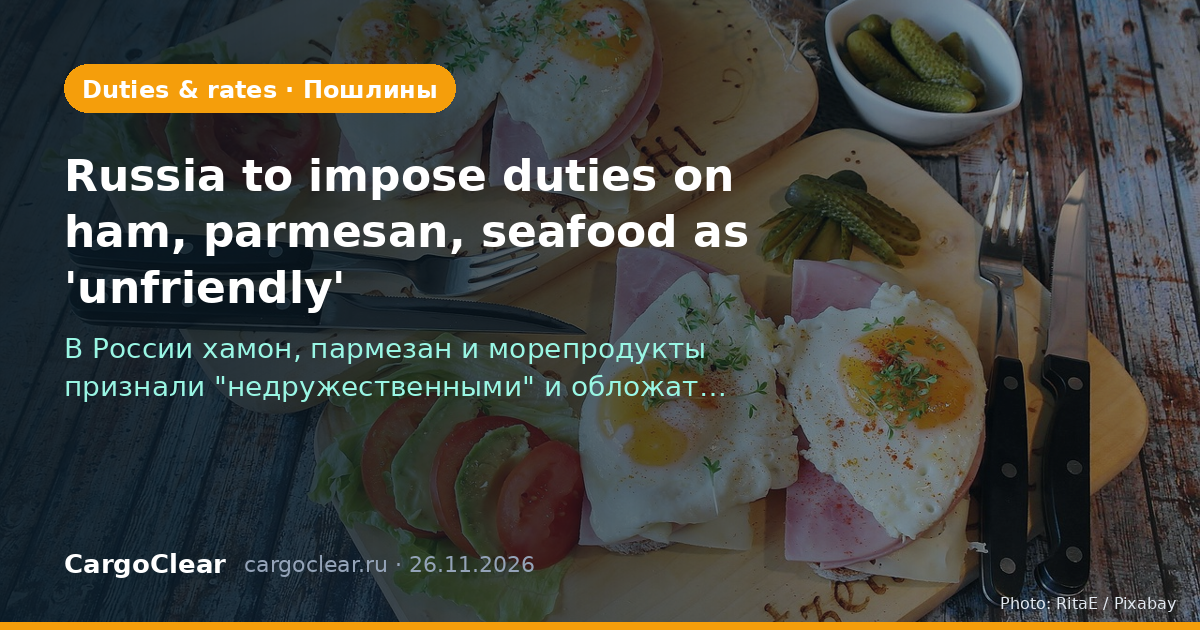 Duties & rates · Пошлины
Russia to impose duties on
ham, parmesan, seafood as
'unfriendly'
В России хамон, пармезан и морепродукты
признали "недружественными" и обложат...
CargoClear cargoclear.ru · 26.11.2026
Photo: RitaE / Pixabay